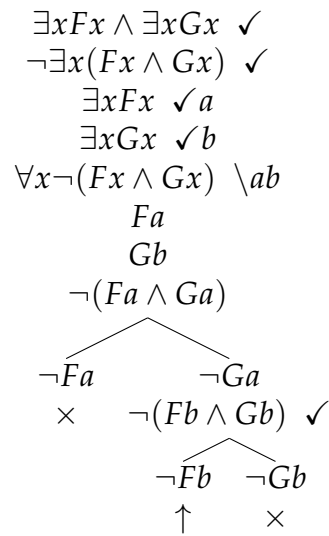 ∃xFx ∧ ∃xGx ✓
¬∃x(Fx ∧ Gx) ✓
∃xFx ✓a
∃xGx ✓b
∀x¬(Fx ∧ Gx) \ab
Fa
Gb
¬(Fa ∧ Ga)
¬Fa ¬Ga
× ¬(Fb ∧ Gb) ✓
¬Fb ¬Gb
↑ ×